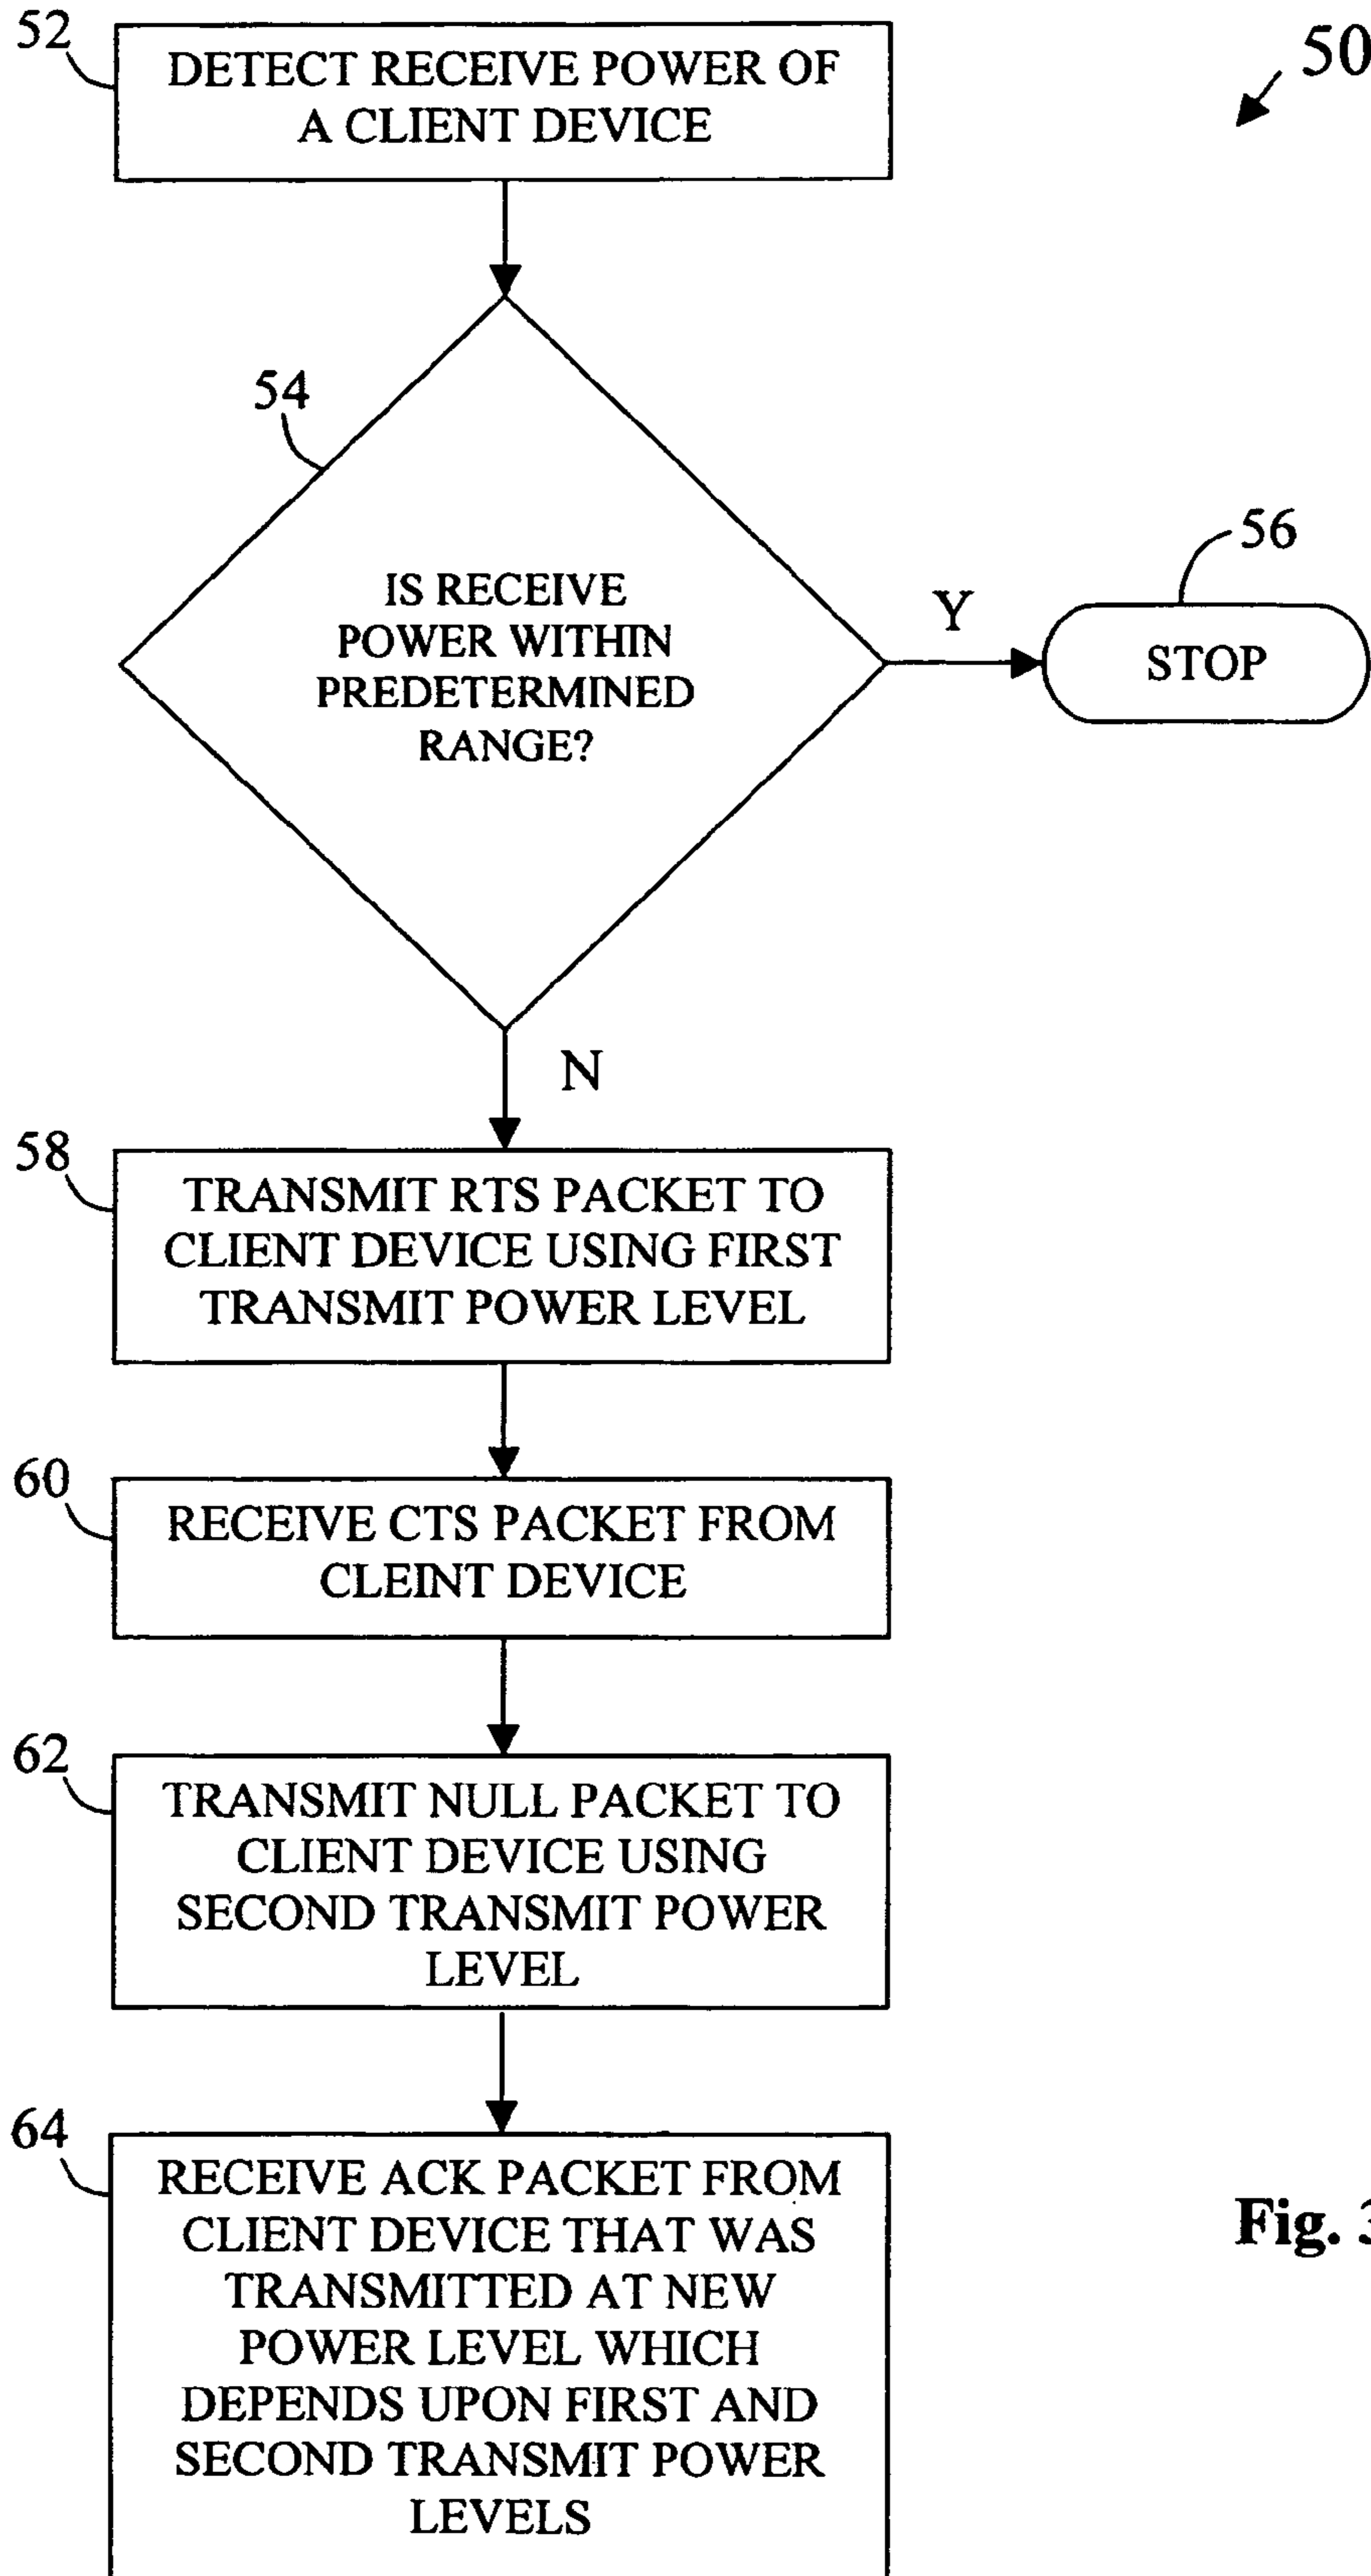 50
52
DETECT RECEIVE POWER OF
A CLIENT DEVICE
54
IS RECEIVE
POWER WITHIN
PREDETERMINED
RANGE?
Y
56
STOP
N
58
TRANSMIT RTS PACKET TO
CLIENT DEVICE USING FIRST
TRANSMIT POWER LEVEL
60
RECEIVE CTS PACKET FROM
CLEINT DEVICE
62
TRANSMIT NULL PACKET TO
CLIENT DEVICE USING
SECOND TRANSMIT POWER
LEVEL
64
RECEIVE ACK PACKET FROM
CLIENT DEVICE THAT WAS
TRANSMITTED AT NEW
POWER LEVEL WHICH
DEPENDS UPON FIRST AND
SECOND TRANSMIT POWER
LEVELS
Fig. 3